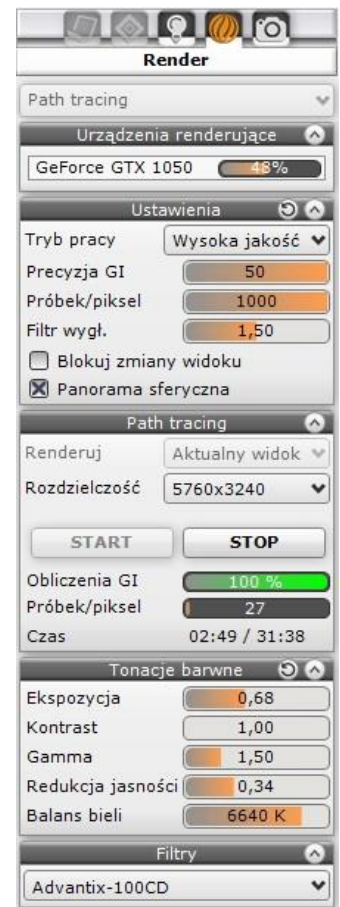 Render
Path tracing
Urządzenia renderujące
GeForce GTX 1050 48%
Ustawienia
Tryb pracy Wysoka jakość
Precyzja GI 50
Próbek/piksel 1000
Filtr wygł. 1,50
Blokuj zmiany widoku
Panorama sferyczna
Path tracing
Renderuj Aktualny widok
Rozdzielczość 5760x3240
START STOP
Obliczenia GI 100 %
Próbek/piksel 27
Czas 02:49 / 31:38
Tonacje barwne
Ekspozycja 0,68
Kontrast 1,00
Gamma 1,50
Redukcja jasności 0,34
Balans bieli 6640 K
Filtry
Advantix-100CD